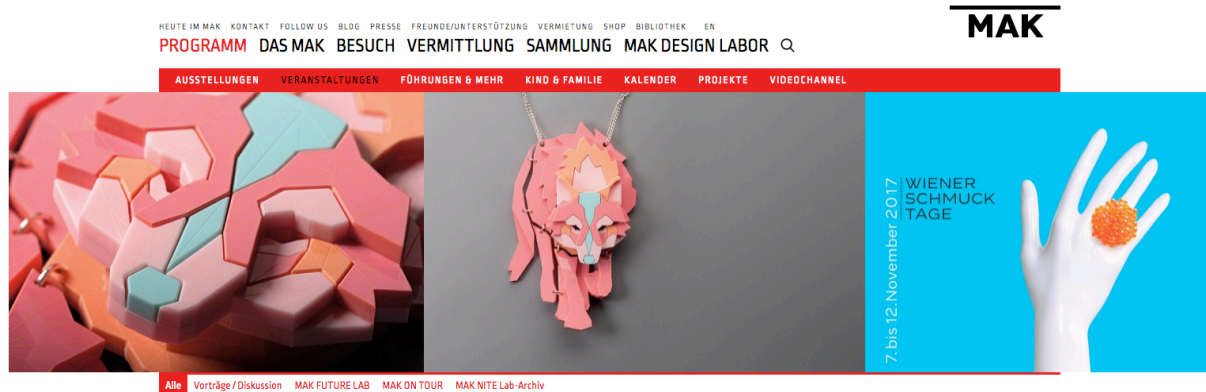 HEUTE IM MAK KONTAKT FOLLOW US BLOG PRESSE FREUNDE/UNTERSTÜTZUNG VERMIETUNG SHOP BIBLIOTHEK EN
MAK
PROGRAMM DAS MAK BESUCH VERMITTLUNG SAMMLUNG MAK DESIGN LABOR
AUSSTELLUNGEN VERANSTALTUNGEN FÜHRUNGEN & MEHR KIND & FAMILIE KALENDER PROJEKTE VIDEOCHANNEL
7. bis 12. November 2017
WIENER
SCHMUCK
TAGE
Alle Vorträge / Diskussion MAK FUTURE LAB MAK ON TOUR MAK NITE Lab-Archiv